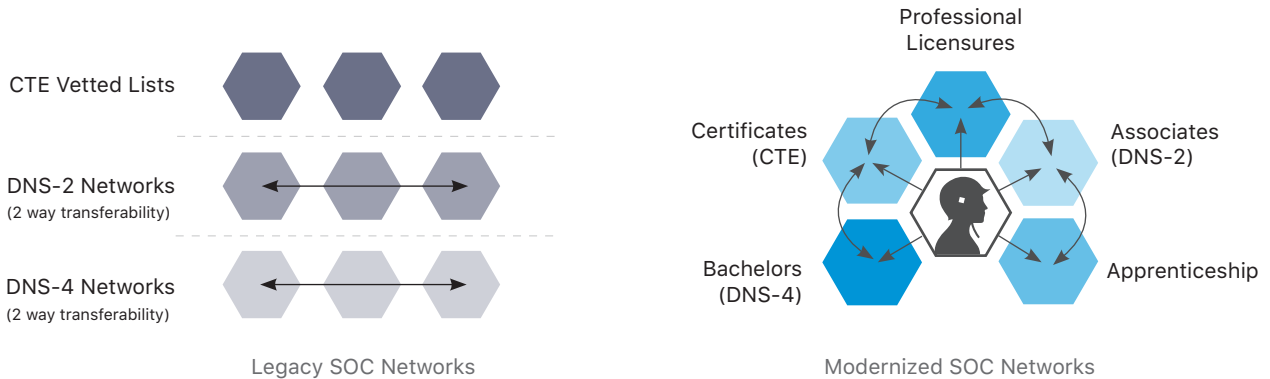 CTE Vetted Lists
DNS-2 Networks
(2 way transferability)
DNS-4 Networks
(2 way transferability)
Legacy SOC Networks
Professional
Licensures
Certificates
(CTE)
Associates
(DNS-2)
Bachelors
(DNS-4)
Apprenticeship
Modernized SOC Networks